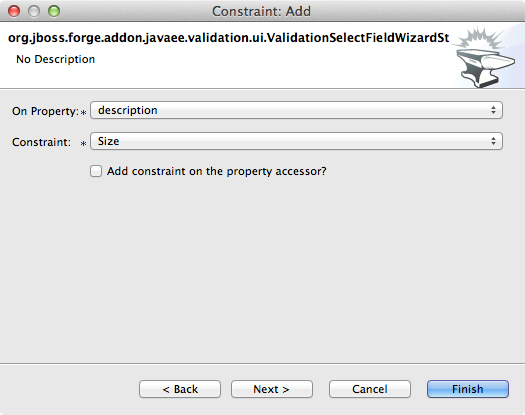 Constraint: Add
org.jboss.forge.addon.javaee.validation.ui.ValidationSelectFieldWizardSt
No Description
On Property:* description
Constraint: * Size
Add constraint on the property accessor?
< Back Next > Cancel Finish